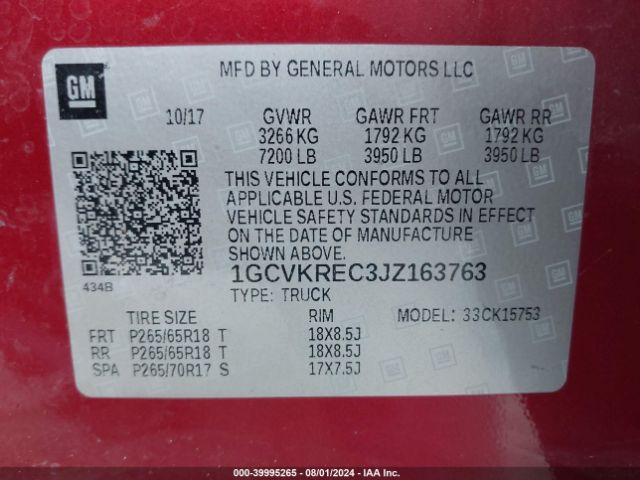 GM
MFD BY GENERAL MOTORS LLC
10/17 GVWR GAWR FRT GAWR RR
3266 KG 1792 KG 1792 KG
7200 LB 3950 LB 3950 LB
THIS VEHICLE CONFORMS TO ALL
APPLICABLE U.S. FEDERAL MOTOR
VEHICLE SAFETY STANDARDS IN EFFECT
ON THE DATE OF MANUFACTURE
SHOWN ABOVE.
434B
1GCVKREC3JZ163763
TYPE: TRUCK
TIRE SIZE RIM MODEL: 33CK15753
FRT P265/65R18 T 18X8.5J
RR P265/65R18 T 18X8.5J
SPA P265/70R17 S 17X7.5J
000-39995265 - 08/01/2024 - IAA, Inc.